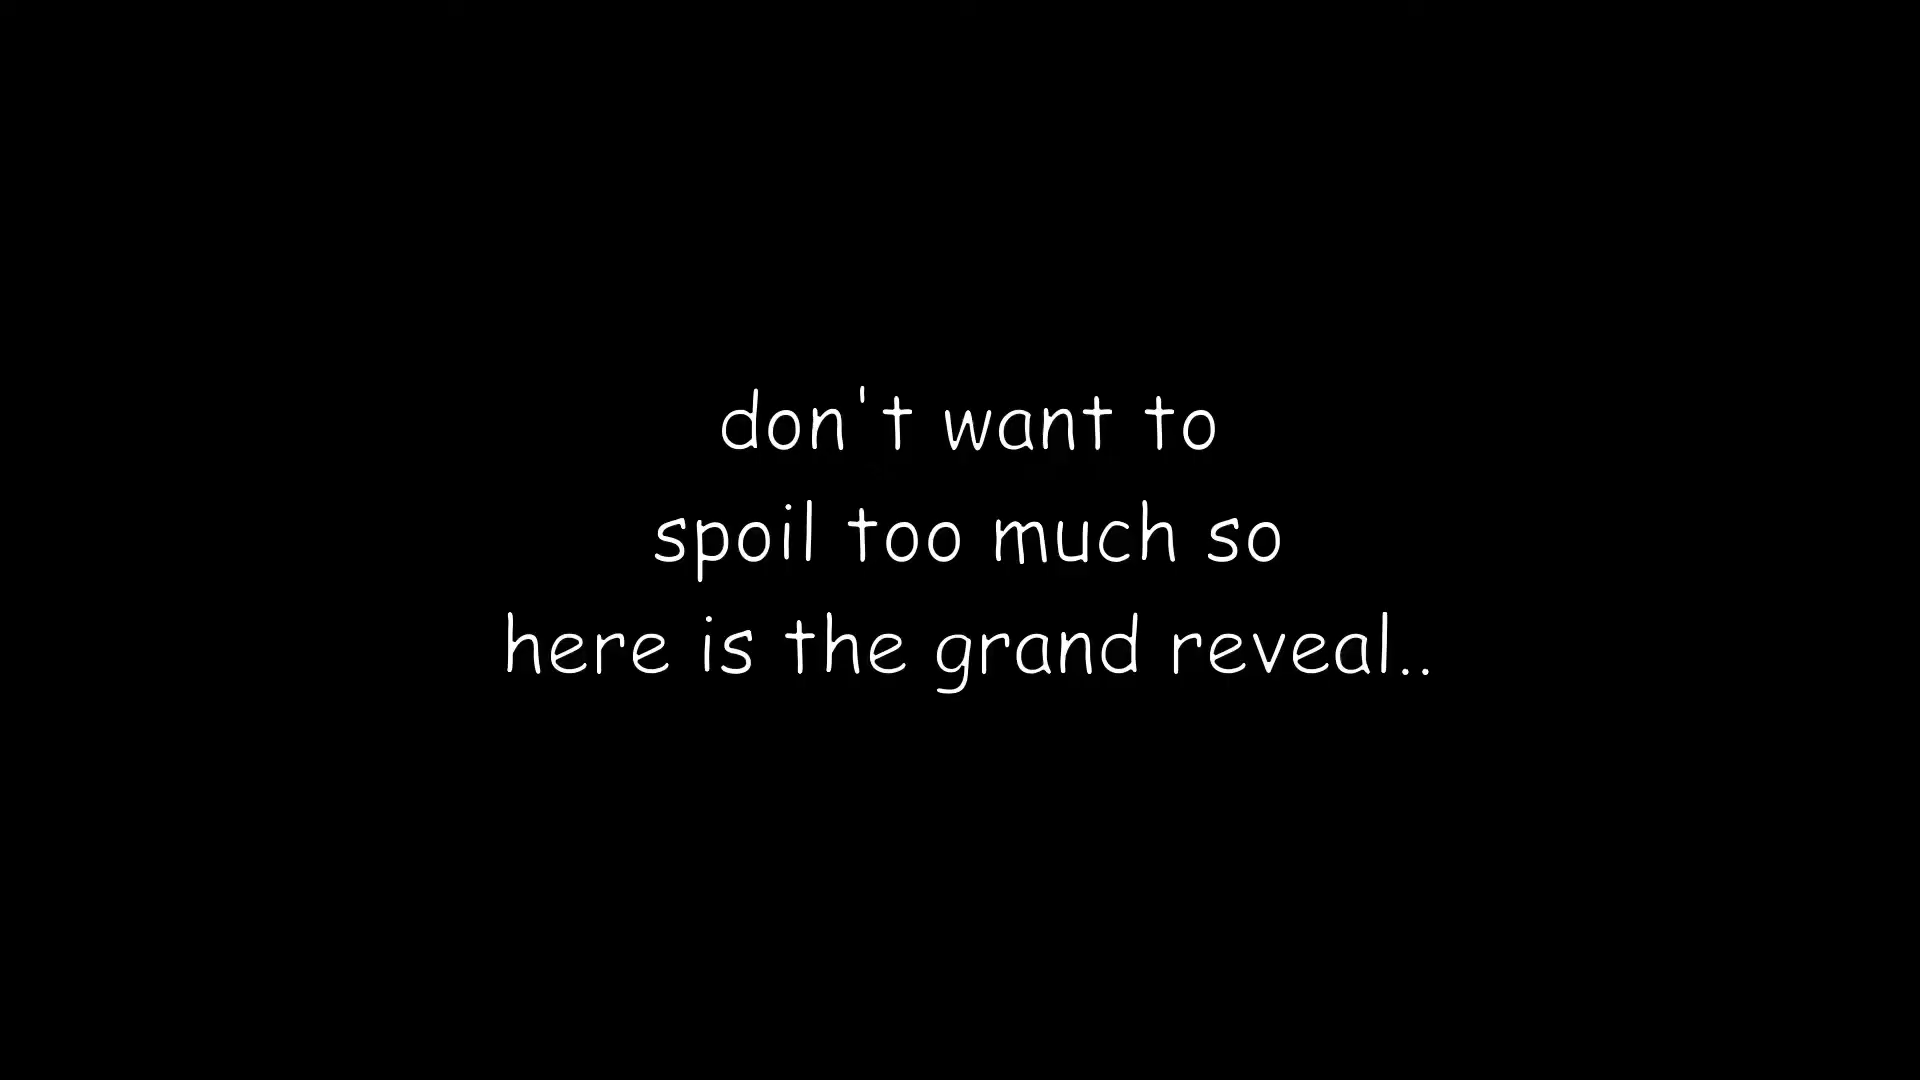 don't want to
spoil too much so
here is the grand reveal..